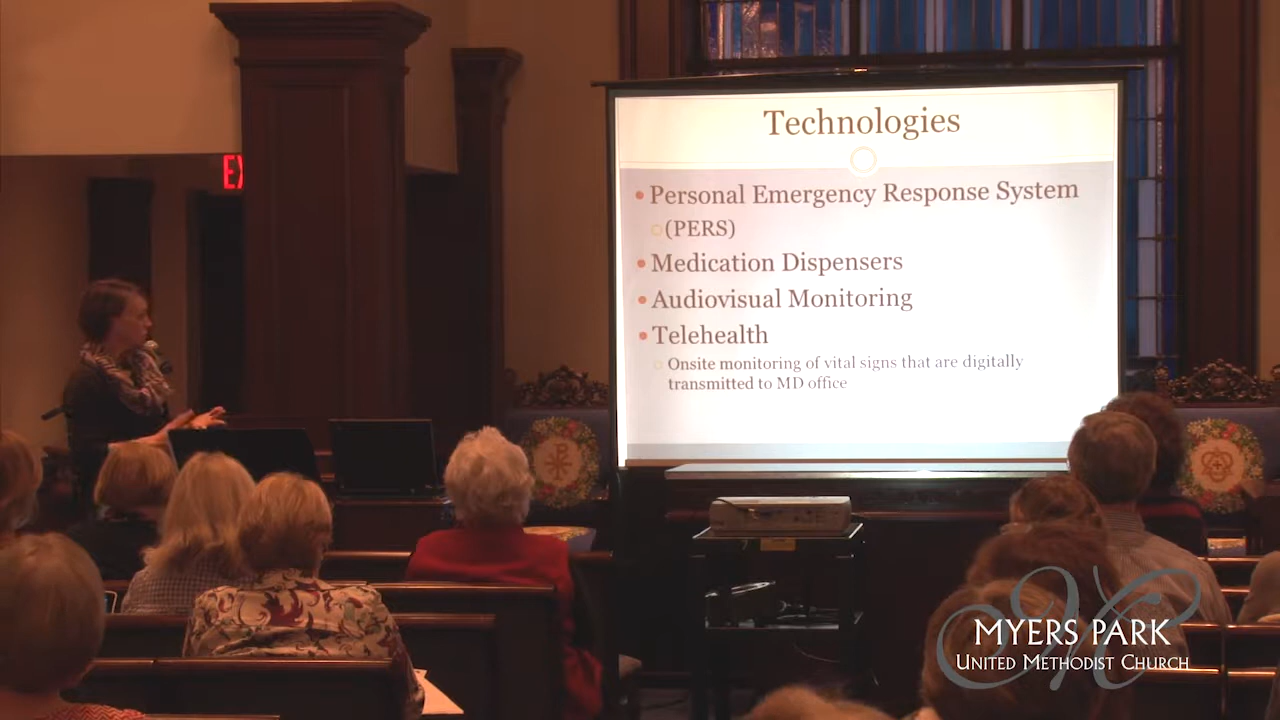 EX
Technologies
Personal Emergency Response System
(PERS)
Medication Dispensers
Audiovisual Monitoring
Telehealth
Onsite monitoring of vital signs that are digitally
transmitted to MD office
MYERS PARK
UNITED METHODIST CHURCH